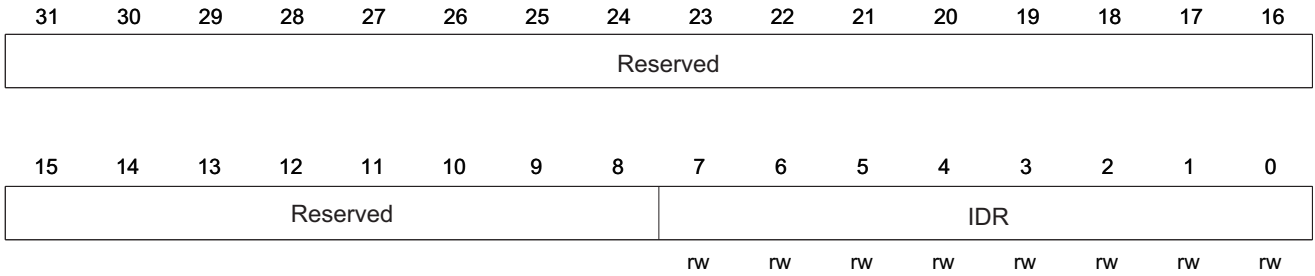 31 30 29 28 27 26 25 24 23 22 21 20 19 18 17 16
Reserved
15 14 13 12 11 10 9 8 7 6 5 4 3 2 1 0
Reserved IDR
rw rw rw rw rw rw rw rw